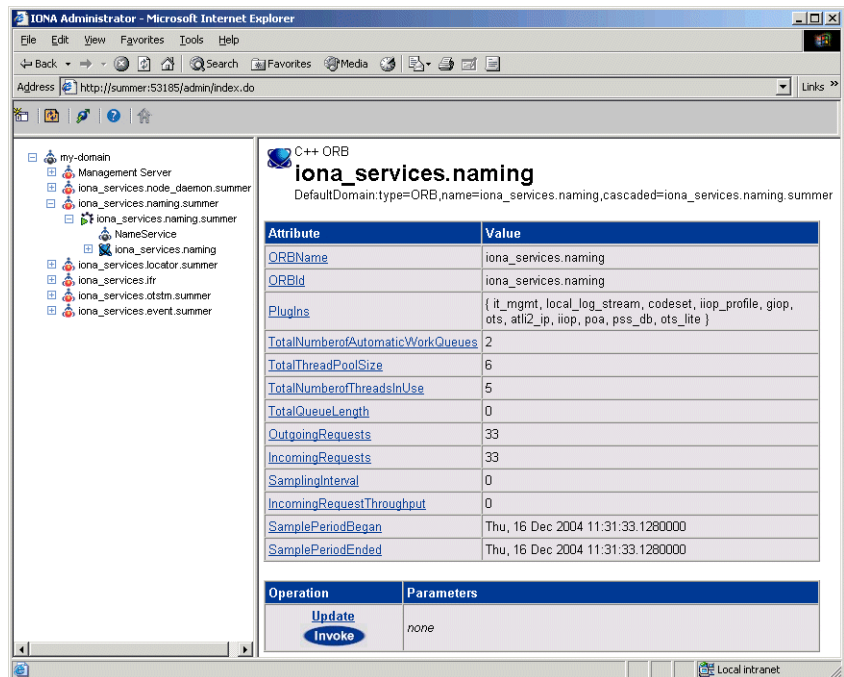 IONA Administrator - Microsoft Internet Explorer
File Edit View Favorites Tools Help
Back Search Favorites Media
Address http://summer:53185/admin/index.do Links »
my-domain
Management Server
iona_services.node_daemon.summer
iona_services.naming.summer
iona_services.naming.summer
NameService
iona_services.naming
iona_services.locator.summer
iona_services.ifr
iona_services.otstm.summer
iona_services.event.summer
C++ ORB
iona_services.naming
DefaultDomain:type=ORB,name=iona_services.naming,cascaded=iona_services.naming.summer
Attribute Value
ORBName iona_services.naming
ORBId iona_services.naming
PlugIns { it_mgmt, local_log_stream, codeset, iiop_profile, giop,
ots, atli2_ip, iiop, poa, pss_db, ots_lite }
TotalNumberofAutomaticWorkQueues 2
TotalThreadPoolSize 6
TotalNumberofThreadsInUse 5
TotalQueueLength 0
OutgoingRequests 33
IncomingRequests 33
SamplingInterval 0
IncomingRequestThroughput 0
SamplePeriodBegan Thu, 16 Dec 2004 11:31:33.1280000
SamplePeriodEnded Thu, 16 Dec 2004 11:31:33.1280000
Operation Parameters
Update
Invoke none
Local intranet